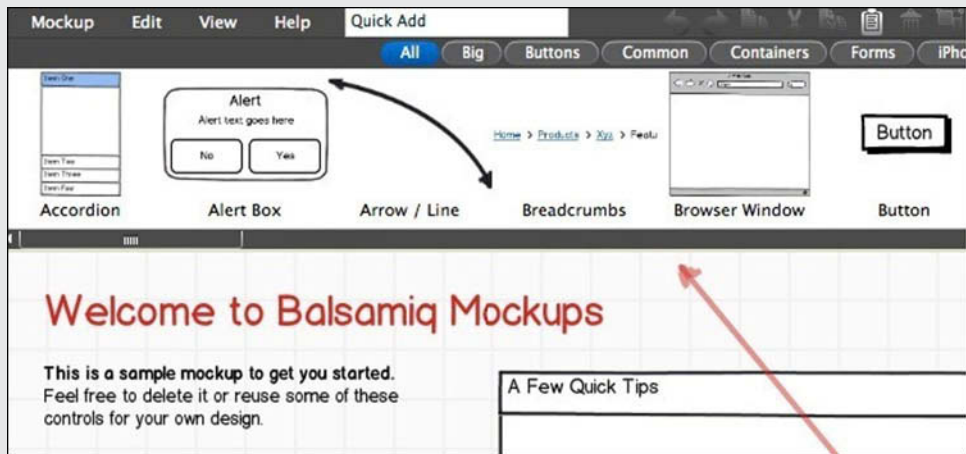 Mockup Edit View Help Quick Add
All Big Buttons Common Containers Forms iPho
Item One
Item Two
Item Three
Item Four
Alert
Alert text goes here
No Yes
Home > Products > Xyz > Featu
Button
Accordion Alert Box Arrow / Line Breadcrumbs Browser Window Button
Welcome to Balsamiq Mockups
This is a sample mockup to get you started.
Feel free to delete it or reuse some of these
controls for your own design.
A Few Quick Tips